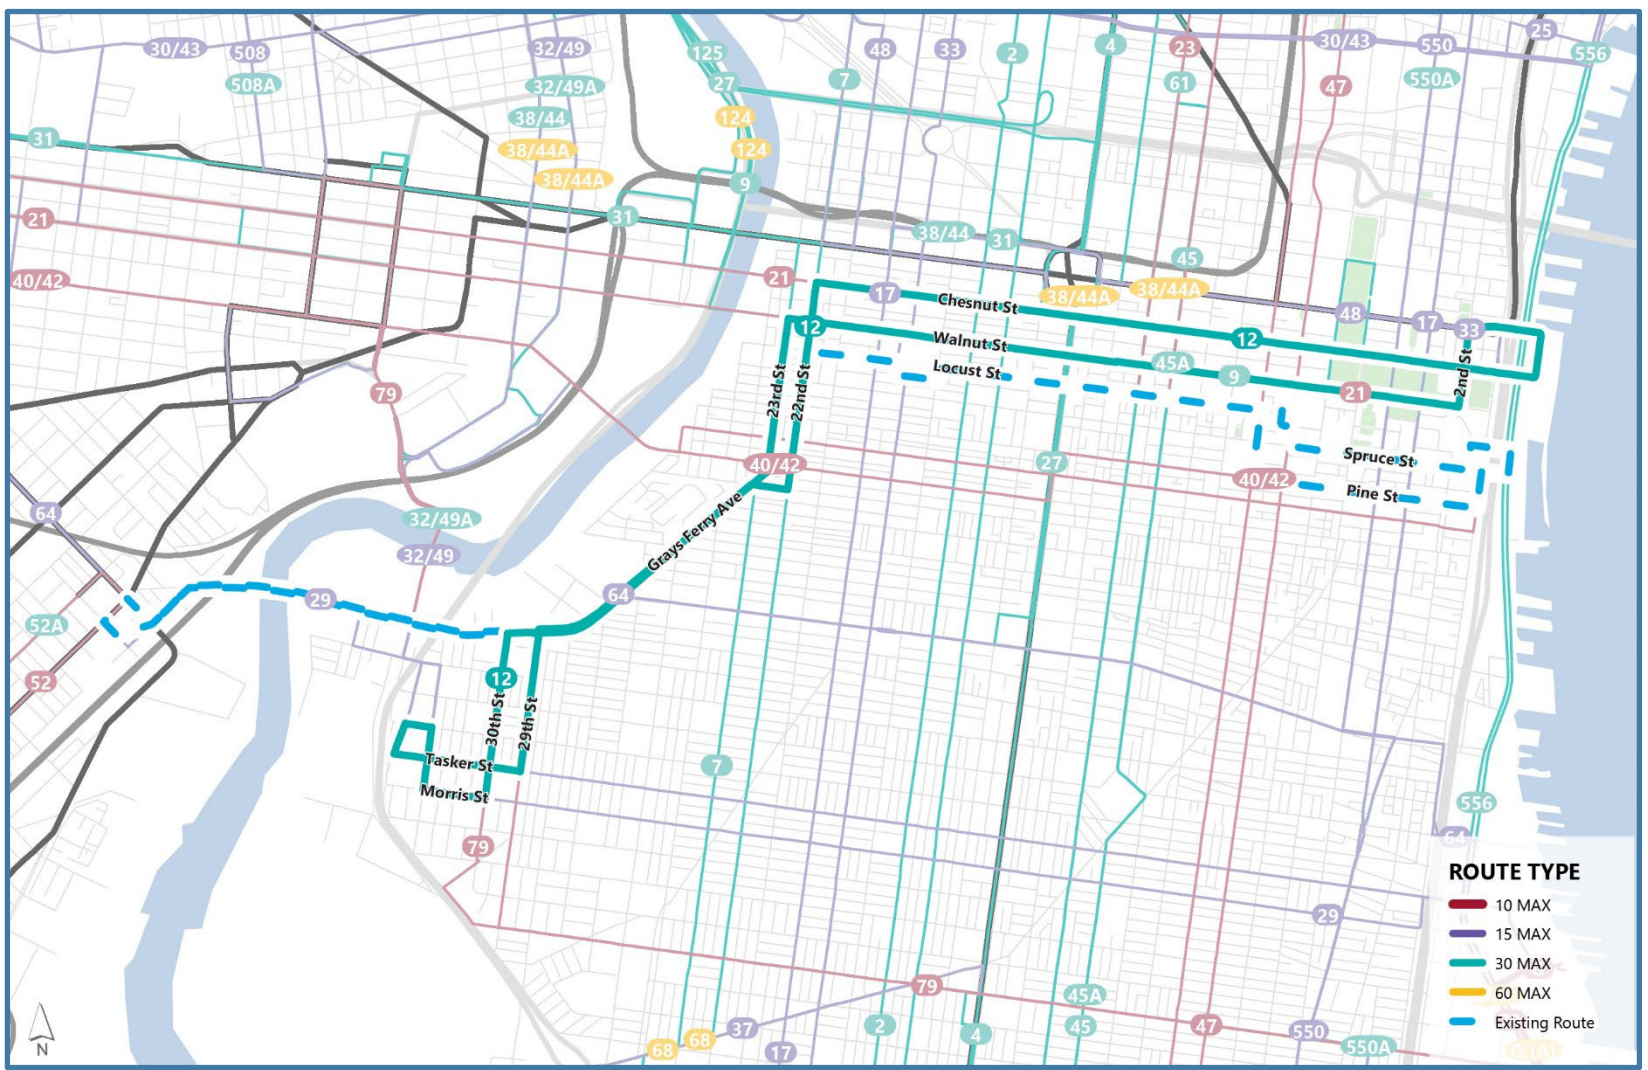 30/43
508
32/49
125
48
33
2
4
23
30/43
550
25
556
508A
32/49A
27
7
61
47
550A
38/44
124
31
38/44A
124
38/44A
9
21
31
38/44
31
45
40/42
21
17
38/44A
38/44A
48
17
33
Chesnut St
12
12
Walnut St
45A
9
21
2nd St
Locust St
79
23rd St
22nd St
40/42
27
40/42
Spruce St
Pine St
64
32/49A
32/49
Grays Ferry Ave
29
64
52A
52
12
30th St
29th St
Tasker St
Morris St
7
556
79
64
29
79
45A
68
68
37
17
2
4
45
47
550
550A
ROUTE TYPE
10 MAX
15 MAX
30 MAX
60 MAX
Existing Route
G (A)
N